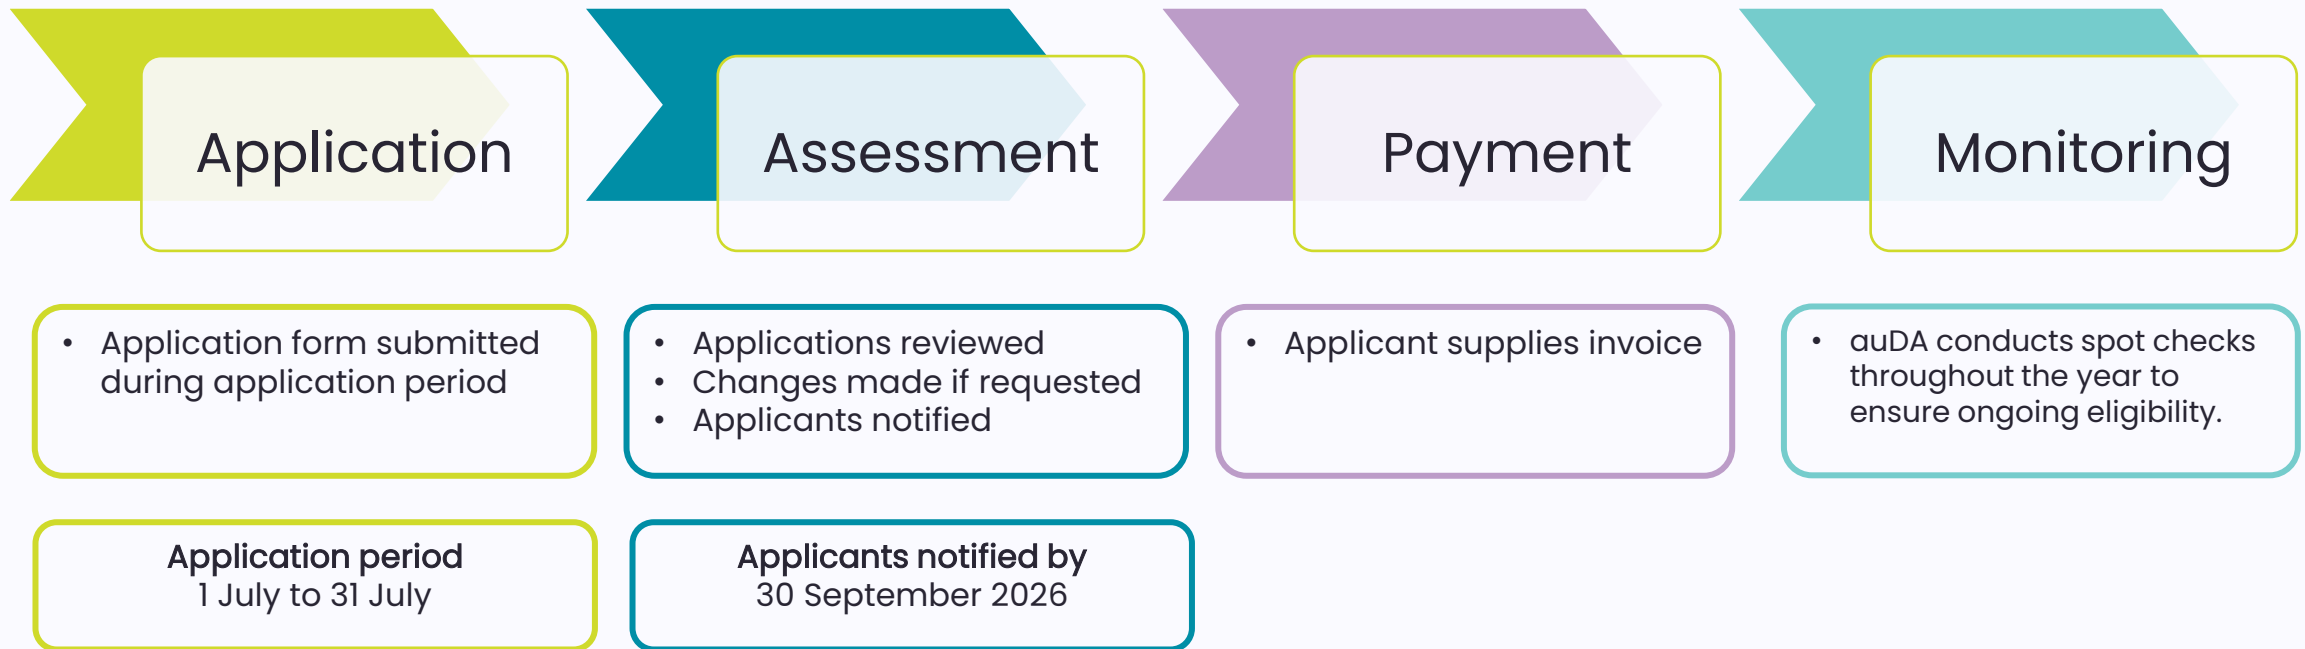 Application
Assessment
Payment
Monitoring
• Application form submitted
during application period
• Applications reviewed
• Changes made if requested
• Applicants notified
• Applicant supplies invoice
• auDA conducts spot checks
throughout the year to
ensure ongoing eligibility.
Application period
1 July to 31 July
Applicants notified by
30 September 2026